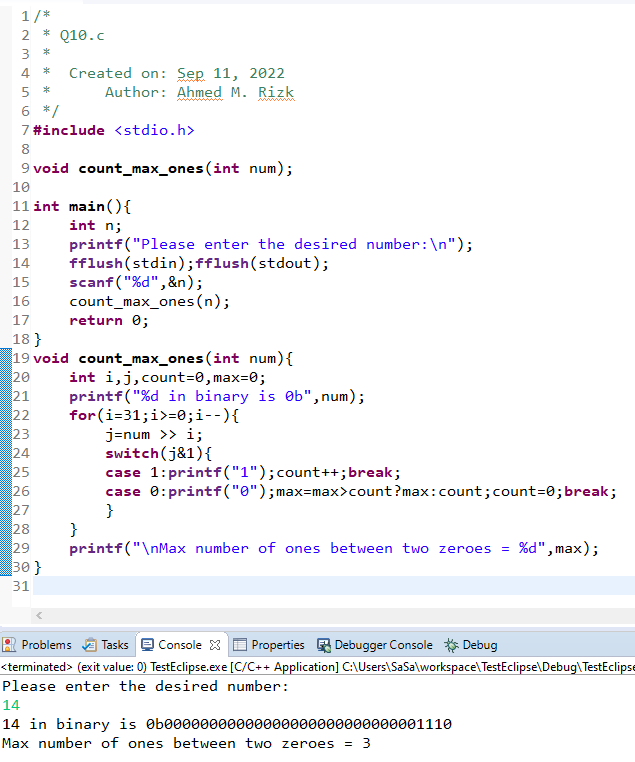 1 /*
2  * Q10.c
3  *
4  *  Created on: Sep 11, 2022
5  *      Author: Ahmed M. Rizk
6  */
7 #include <stdio.h>
8
9 void count_max_ones(int num);
10
11 int main(){
12     int n;
13     printf("Please enter the desired number:\n");
14     fflush(stdin);fflush(stdout);
15     scanf("%d",&n);
16     count_max_ones(n);
17     return 0;
18 }
19 void count_max_ones(int num){
20     int i,j,count=0,max=0;
21     printf("%d in binary is 0b",num);
22     for(i=31;i>=0;i--){
23         j=num >> i;
24         switch(j&1){
25         case 1:printf("1");count++;break;
26         case 0:printf("0");max=max>count?max:count;count=0;break;
27         }
28     }
29     printf("\nMax number of ones between two zeroes = %d",max);
30 }
31
Problems Tasks Console Properties Debugger Console Debug
<terminated> (exit value: 0) TestEclipse.exe [C/C++ Application] C:\Users\SaSa\workspace\TestEclipse\Debug\TestEclipse
Please enter the desired number:
14
14 in binary is 0b00000000000000000000000000001110
Max number of ones between two zeroes = 3